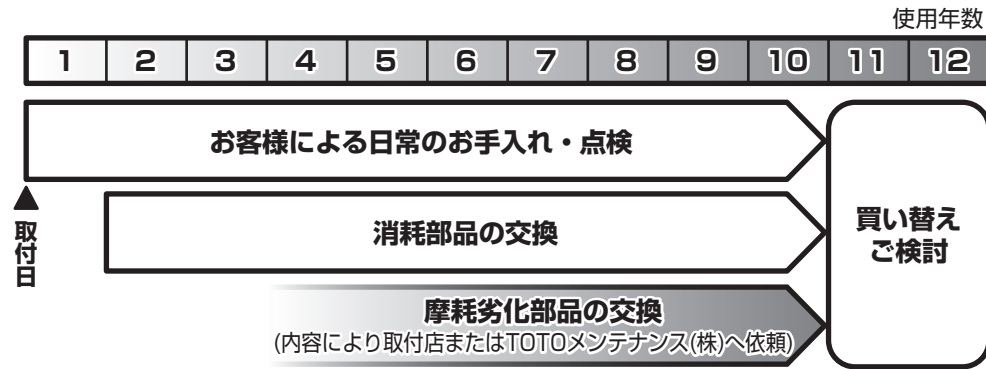 使用年数
1 2 3 4 5 6 7 8 9 10 11 12
お客様による日常のお手入れ・点検
▲
取付日
消耗部品の交換
買い替え
ご検討
摩耗劣化部品の交換
(内容により取付店またはTOTOメンテナンス(株)へ依頼)